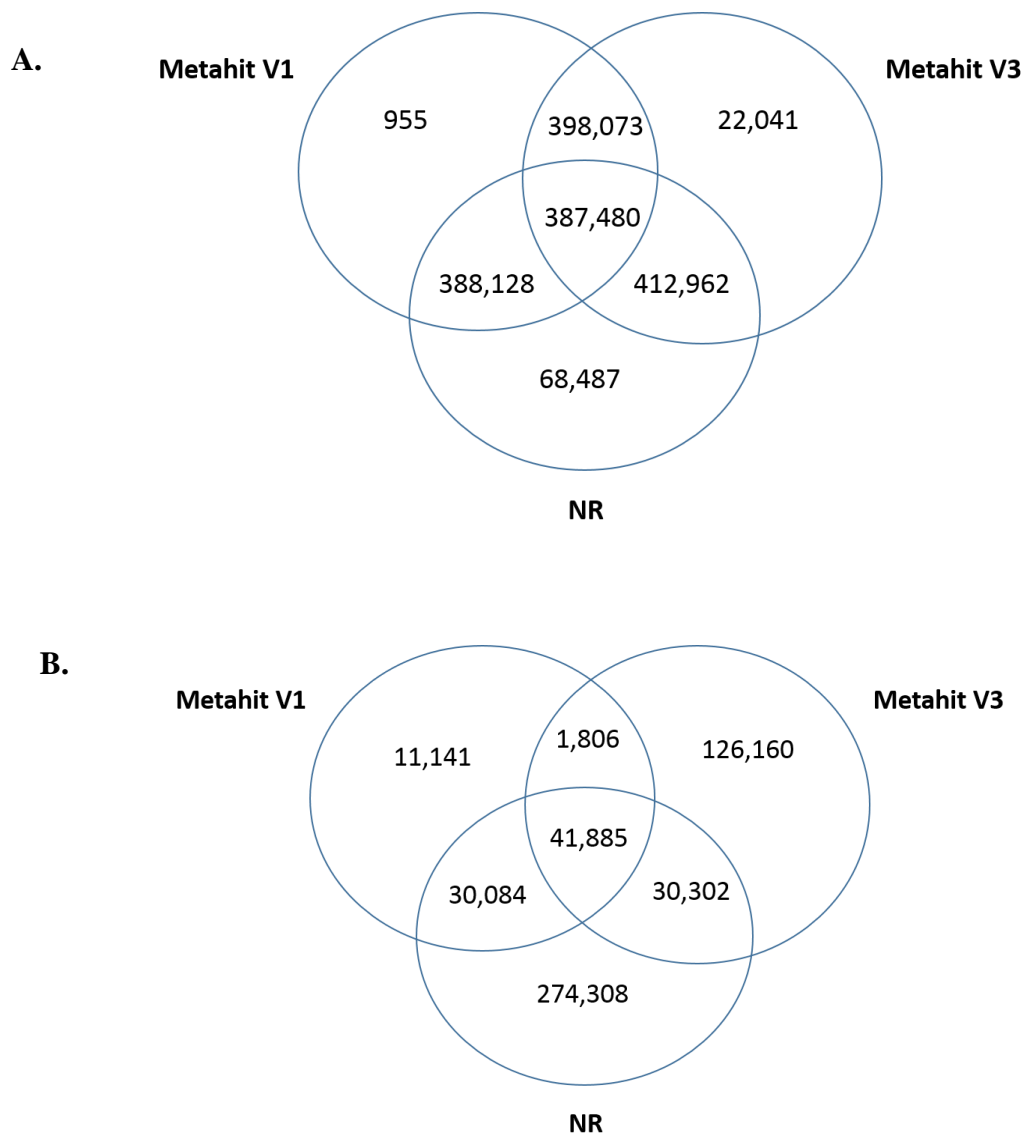 A.
Metahit V1
Metahit V3
955
398,073
22,041
387,480
388,128
412,962
68,487
NR
B.
Metahit V1
Metahit V3
11,141
1,806
126,160
41,885
30,084
30,302
274,308
NR